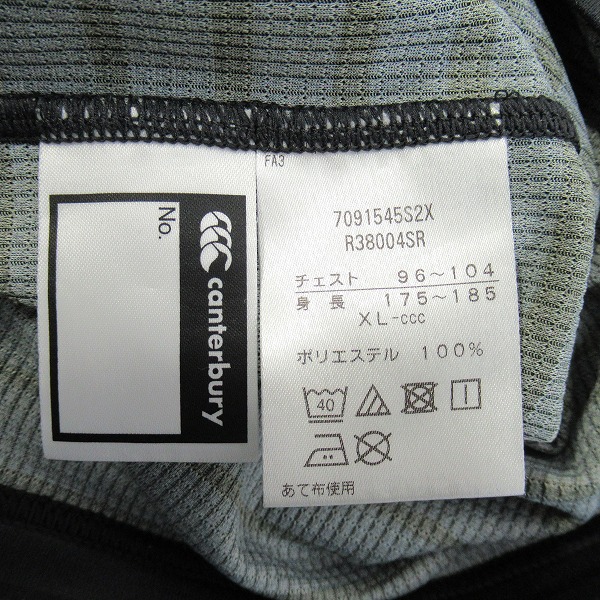 No.
canterbury
FA3
7091545S2X
R38004SR
チェスト 96~104
身長 175~185
XL-ccc
ポリエステル 100%
40
あて布使用